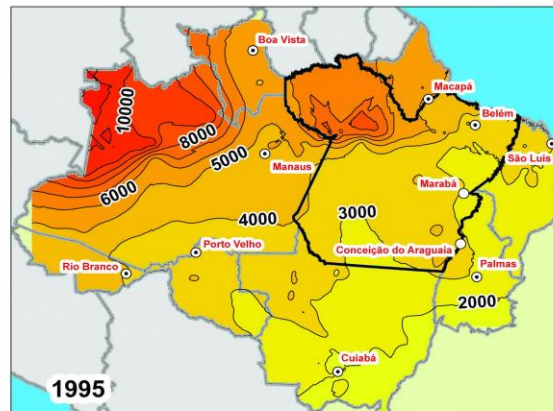 Boa Vista
10000
8000
Macapá
Belém
5000
Manaus
São Luis
6000
Marabá
4000
3000
Porto Velho
Conceição do Araguaia
Rio Branco
Palmas
2000
Cuiabá
1995